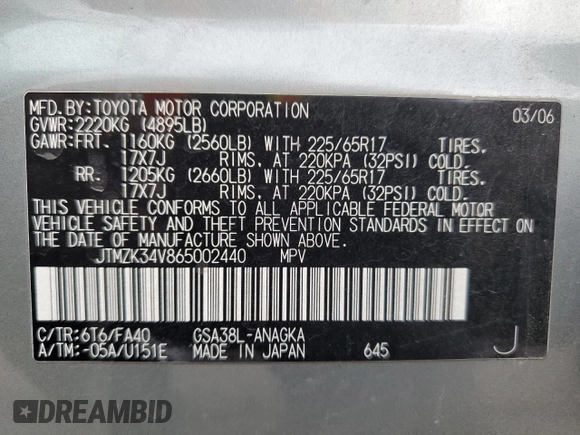 MFD. BY: TOYOTA MOTOR CORPORATION 03/06
GVWR: 2220KG (4895LB)
GAWR: FRT. 1160KG (2560LB) WITH 225/65R17 TIRES,
17X7J RIMS, AT 220KPA (32PSI) COLD.
RR. 1205KG (2660LB) WITH 225/65R17 TIRES,
17X7J RIMS, AT 220KPA (32PSI) COLD.
THIS VEHICLE CONFORMS TO ALL APPLICABLE FEDERAL MOTOR
VEHICLE SAFETY AND THEFT PREVENTION STANDARDS IN EFFECT
ON THE DATE OF MANUFACTURE SHOWN ABOVE.
JTMZK34V865002440 MPV
C/TR: 6T6/FA40 GSA38L-ANAGKA
A/TM: -05A/U151E MADE IN JAPAN 645 J
DREAMBID